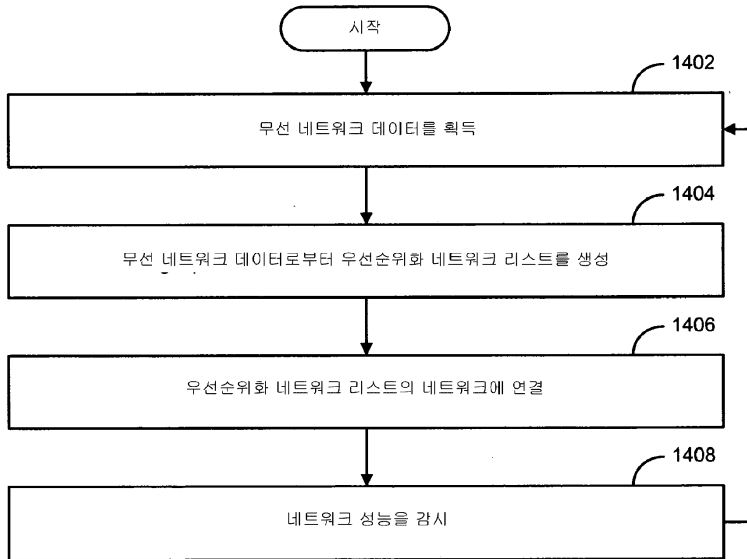 시작
1402
무선 네트워크 데이터를 획득
1404
무선 네트워크 데이터로부터 우선순위화 네트워크 리스트를 생성
1406
우선순위화 네트워크 리스트의 네트워크에 연결
1408
네트워크 성능을 감시